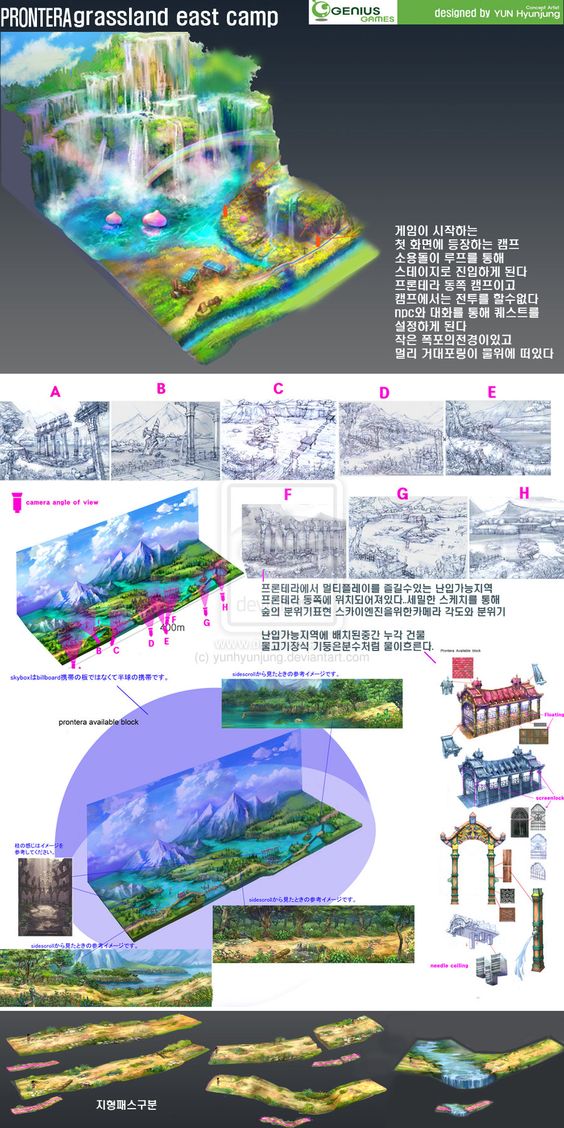 PRONTERAgrassland east camp
GENIUS
GAMES
Concept Artist
designed by YUN Hyunjung
게임이 시작하는
첫 화면에 등장하는 캠프
소용돌이 루프를 통해
스테이지로 진입하게 된다
프론테라 동쪽 캠프이고
캠프에서는 전투를 할수없다
npc와 대화를 통해 퀘스트를
설정하게 된다
작은 폭포의전경이있고
멀리 거대포링이 물위에 떠있다
A
B
C
D
E
camera angle of view
F
G
H
A
B
C
D
E
F
G
H
400m
프론테라에서 멀티플레이를 즐길수있는 난입가능지역
프론테라 동쪽에 위치되어져있다.세밀한 스케치를 통해
숲의 분위기표현 스카이엔진을위한카메라 각도와 분위기
난입가능지역에 배치된중간 누각 건물
물고기장식 기둥은분수처럼 물이흐른다.
(c) yunhyunjung.deviantart.com
Prontera Available block
skyboxはbillboard携帯の板ではなくて半球の携帯です。
sidescrollから見たときの参考イメージです。
prontera available block
floating
screenlock
柱の感じはイメージを
参考してください。
sidescrollから見たときの参考イメージです。
sidescrollから見たときの参考イメージです。
needle ceiling
지형패스구분